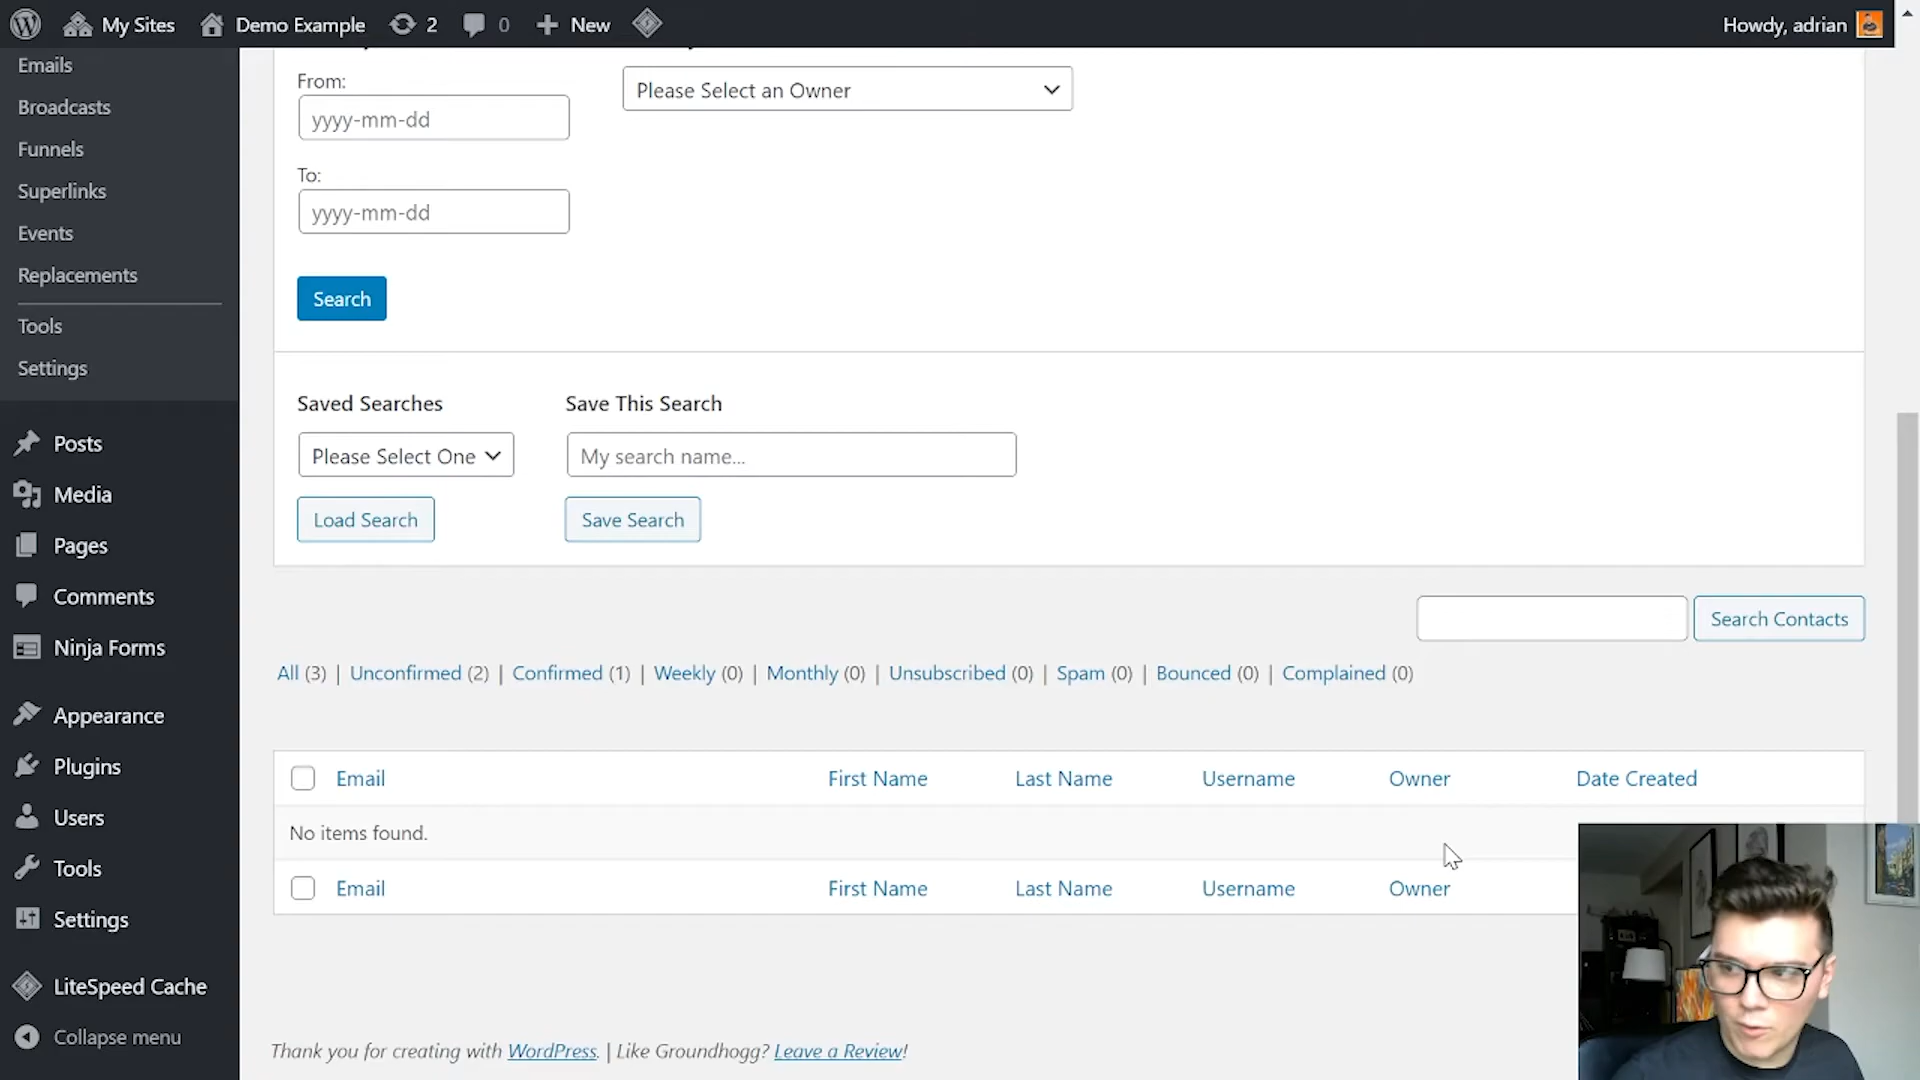 My Sites
Demo Example
2
0
New
Howdy, adrian
Emails
Broadcasts
Funnels
Superlinks
Events
Replacements
Tools
Settings
Posts
Media
Pages
Comments
Ninja Forms
Appearance
Plugins
Users
Tools
Settings
LiteSpeed Cache
Collapse menu
From:
yyyy-mm-dd
Please Select an Owner
To:
yyyy-mm-dd
Search
Saved Searches
Save This Search
Please Select One
My search name...
Load Search
Save Search
Search Contacts
All (3) | Unconfirmed (2) | Confirmed (1) | Weekly (0) | Monthly (0) | Unsubscribed (0) | Spam (0) | Bounced (0) | Complained (0)
Email First Name Last Name Username Owner Date Created
No items found.
Email First Name Last Name Username Owner
Thank you for creating with WordPress. | Like Groundhogg? Leave a Review!